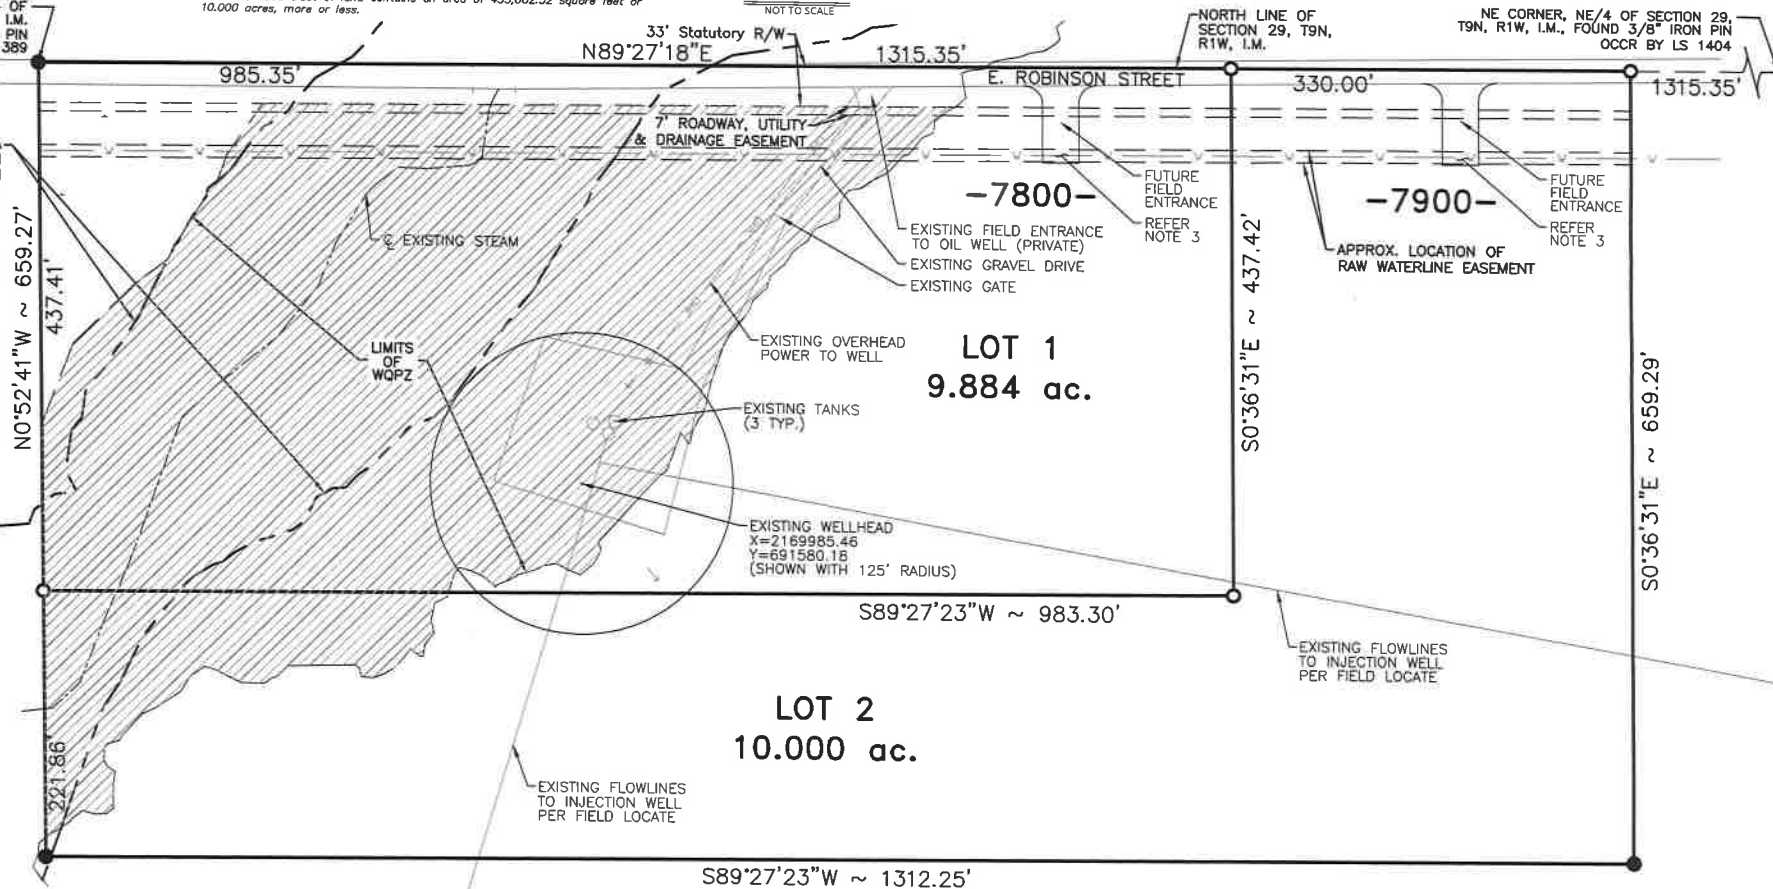 OF
I.M.
PIN
389
10.000 acres, more or less.
NOT TO SCALE
33' Statutory R/W
N89°27'18"E
1315.35'
985.35'
NORTH LINE OF
SECTION 29, T9N,
R1W, I.M.
NE CORNER, NE/4 OF SECTION 29,
T9N, R1W, I.M., FOUND 3/8" IRON PIN
OCCR BY LS 1404
E. ROBINSON STREET
330.00'
1315.35'
7' ROADWAY, UTILITY
& DRAINAGE EASEMENT
-7800-
FUTURE
FIELD
ENTRANCE
REFER
NOTE 3
-7900-
FUTURE
FIELD
ENTRANCE
REFER
NOTE 3
APPROX. LOCATION OF
RAW WATERLINE EASEMENT
EXISTING FIELD ENTRANCE
TO OIL WELL (PRIVATE)
EXISTING GRAVEL DRIVE
EXISTING GATE
℄ EXISTING STEAM
N0°52'41"W ~ 659.27'
437.41'
LIMITS
OF
WQPZ
EXISTING OVERHEAD
POWER TO WELL
LOT 1
9.884 ac.
S0°36'31"E ~ 437.42'
S0°36'31"E ~ 659.29'
EXISTING TANKS
(3 TYP.)
EXISTING WELLHEAD
X=2169985.46
Y=691580.18
(SHOWN WITH 125' RADIUS)
S89°27'23"W ~ 983.30'
EXISTING FLOWLINES
TO INJECTION WELL
PER FIELD LOCATE
LOT 2
10.000 ac.
221.86'
EXISTING FLOWLINES
TO INJECTION WELL
PER FIELD LOCATE
S89°27'23"W ~ 1312.25'